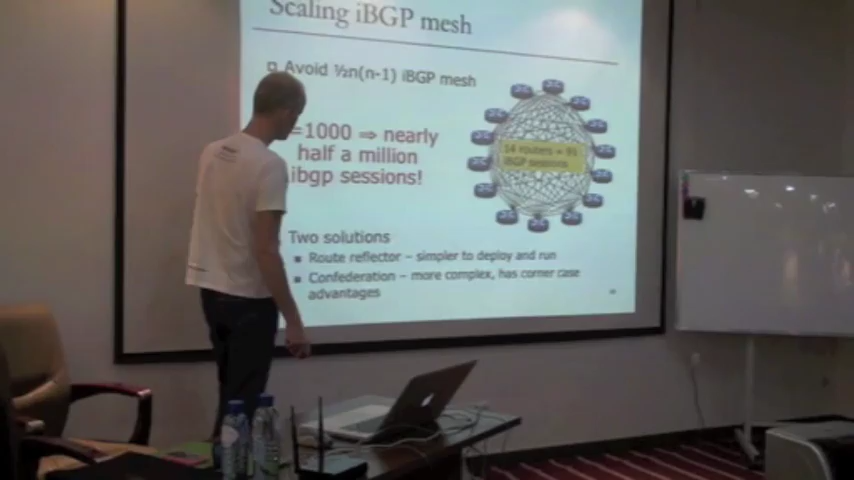 Scaling iBGP mesh
Avoid ½n(n-1) iBGP mesh
=1000 ⇒ nearly
half a million
ibgp sessions!
14 routers = 91
iBGP sessions
Two solutions
Route reflector – simpler to deploy and run
Confederation – more complex, has corner case
advantages